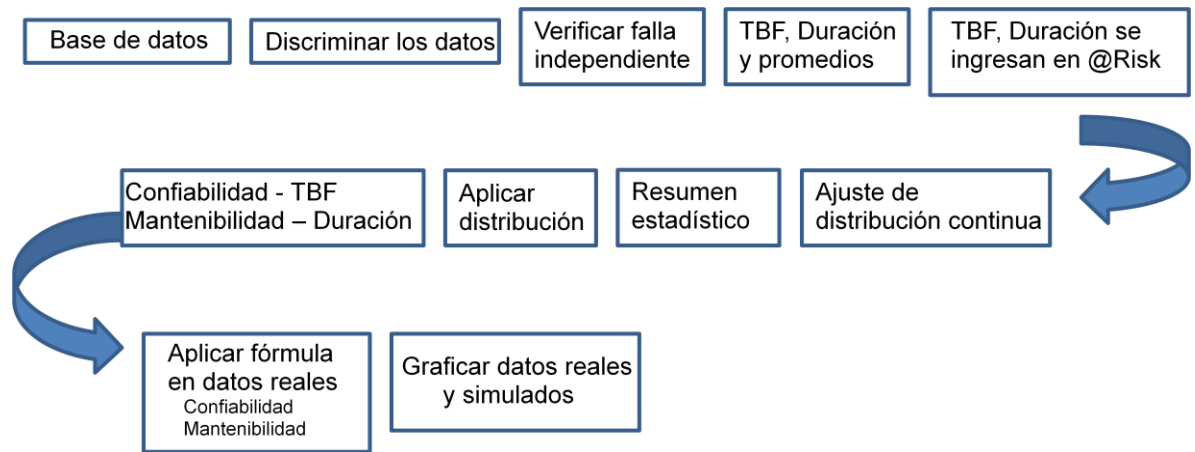 Base de datos
Discriminar los datos
Verificar falla
independiente
TBF, Duración
y promedios
TBF, Duración se
ingresan en @Risk
Confiabilidad - TBF
Mantenibilidad – Duración
Aplicar
distribución
Resumen
estadístico
Ajuste de
distribución continua
Aplicar fórmula
en datos reales
Confiabilidad
Mantenibilidad
Graficar datos reales
y simulados